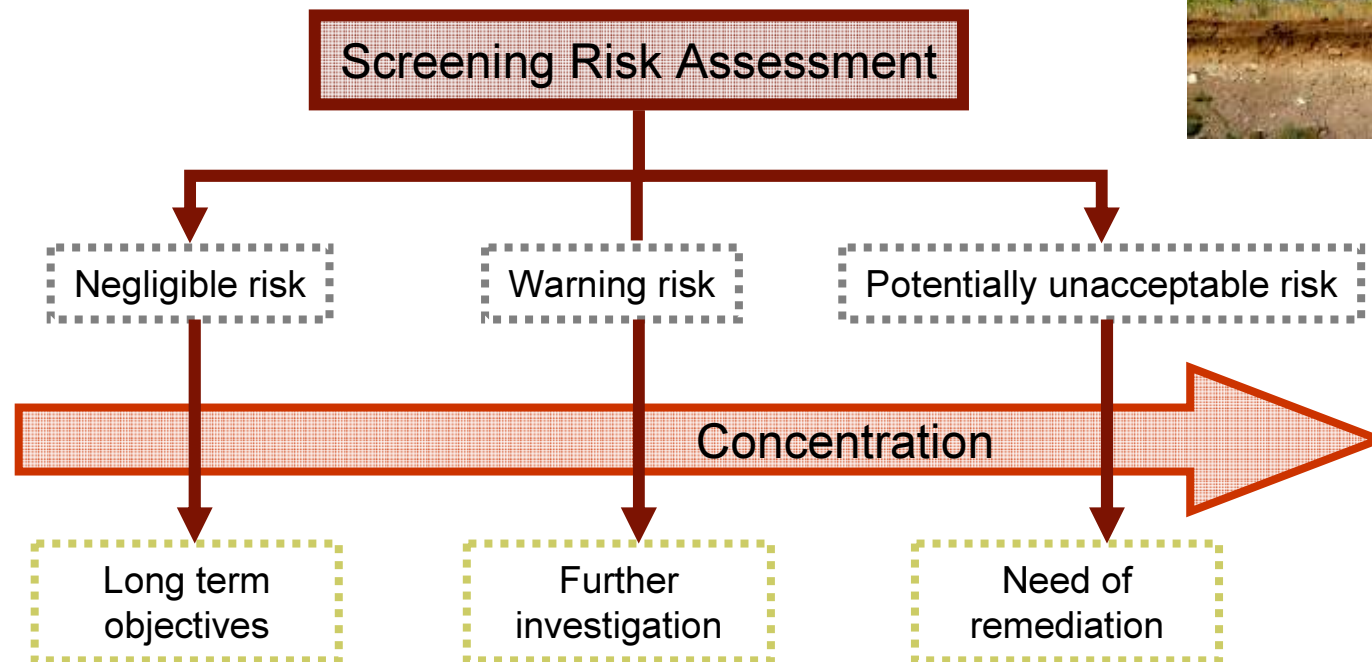 Screening Risk Assessment
Negligible risk
Warning risk
Potentially unacceptable risk
Concentration
Long term
objectives
Further
investigation
Need of
remediation